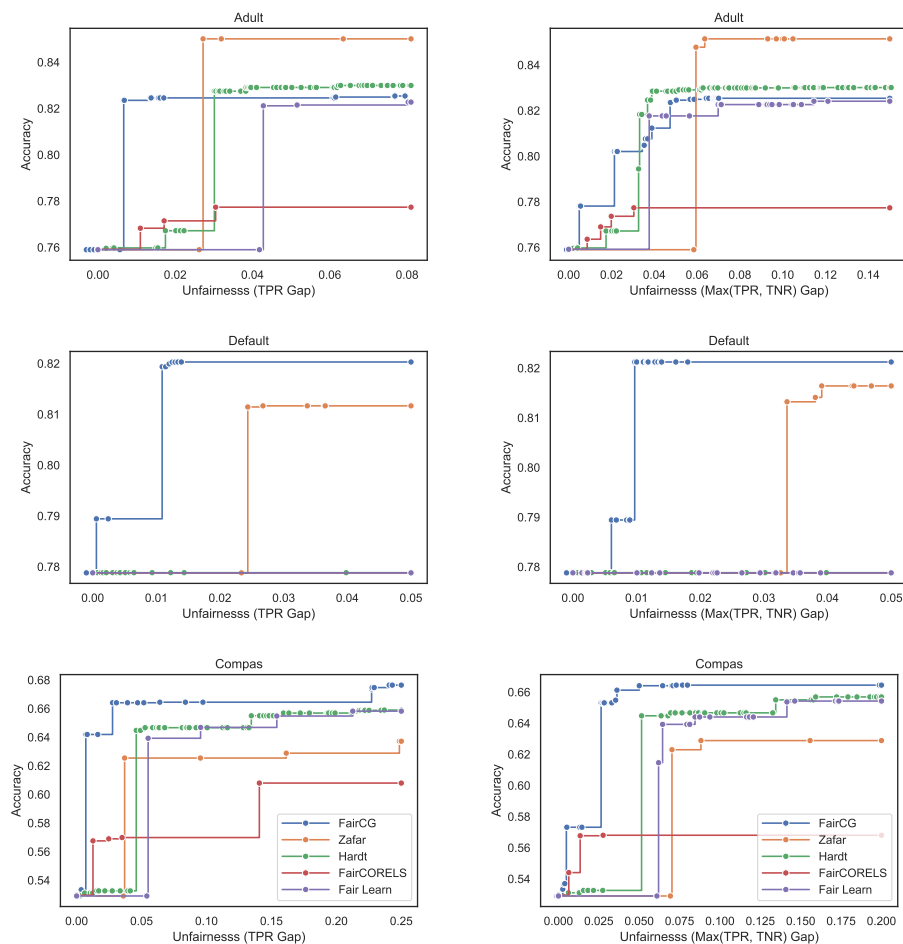 Adult
Accuracy
0.84
0.82
0.80
0.78
0.76
0.00 0.02 0.04 0.06 0.08
Unfairnesss (TPR Gap)
Adult
Accuracy
0.84
0.82
0.80
0.78
0.76
0.00 0.02 0.04 0.06 0.08 0.10 0.12 0.14
Unfairnesss (Max(TPR, TNR) Gap)
Default
Accuracy
0.82
0.81
0.80
0.79
0.78
0.00 0.01 0.02 0.03 0.04 0.05
Unfairnesss (TPR Gap)
Default
Accuracy
0.82
0.81
0.80
0.79
0.78
0.00 0.01 0.02 0.03 0.04 0.05
Unfairnesss (Max(TPR, TNR) Gap)
Compas
Accuracy
0.68
0.66
0.64
0.62
0.60
0.58
0.56
0.54
FairCG
Zafar
Hardt
FairCORELS
Fair Learn
0.00 0.05 0.10 0.15 0.20 0.25
Unfairnesss (TPR Gap)
Compas
Accuracy
0.66
0.64
0.62
0.60
0.58
0.56
0.54
FairCG
Zafar
Hardt
FairCORELS
Fair Learn
0.000 0.025 0.050 0.075 0.100 0.125 0.150 0.175 0.200
Unfairnesss (Max(TPR, TNR) Gap)